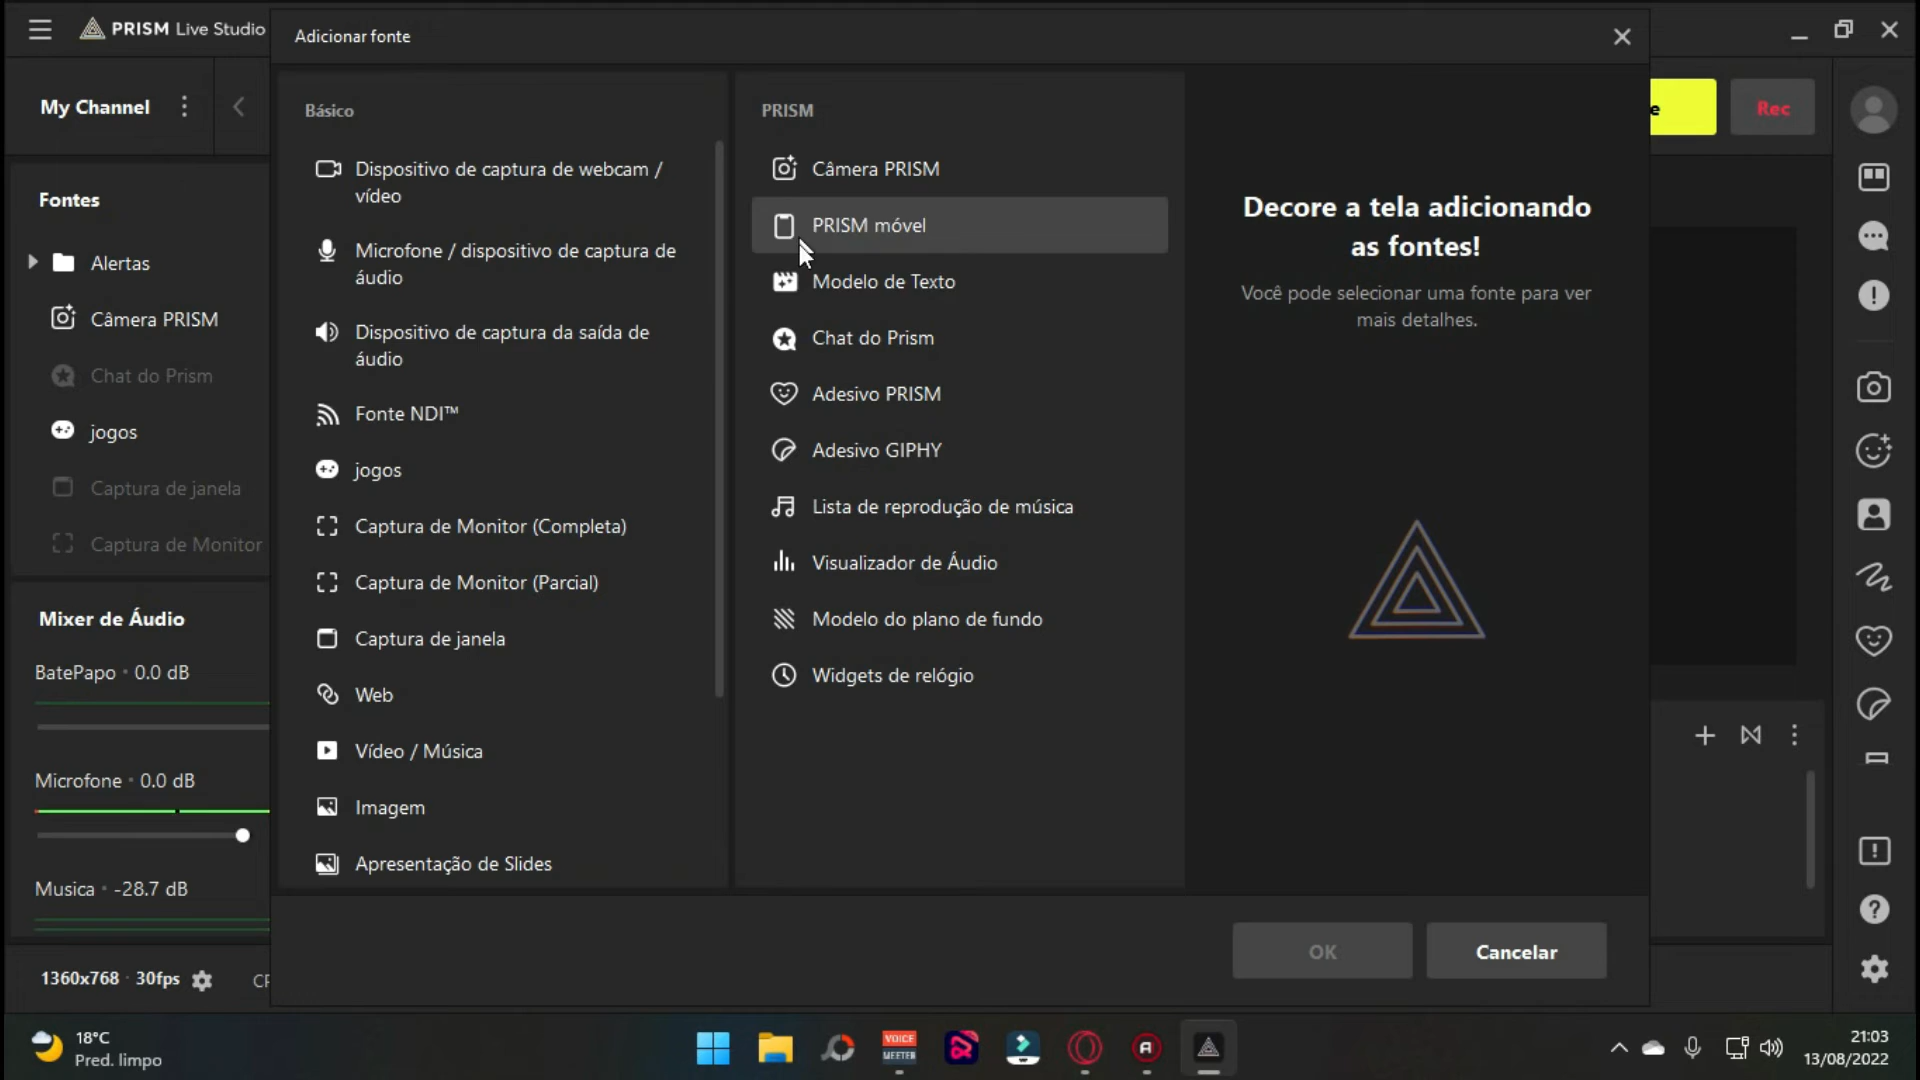 PRISM Live Studio
Adicionar fonte
My Channel
Rec
Fontes
Alertas
Câmera PRISM
Chat do Prism
jogos
Captura de janela
Captura de Monitor
Mixer de Áudio
BatePapo • 0.0 dB
Microfone • 0.0 dB
Musica • -28.7 dB
1360x768 · 30fps
Básico
Dispositivo de captura de webcam /
vídeo
Microfone / dispositivo de captura de
áudio
Dispositivo de captura da saída de
áudio
Fonte NDI™
jogos
Captura de Monitor (Completa)
Captura de Monitor (Parcial)
Captura de janela
Web
Vídeo / Música
Imagem
Apresentação de Slides
PRISM
Câmera PRISM
PRISM móvel
Modelo de Texto
Chat do Prism
Adesivo PRISM
Adesivo GIPHY
Lista de reprodução de música
Visualizador de Áudio
Modelo do plano de fundo
Widgets de relógio
Decore a tela adicionando
as fontes!
Você pode selecionar uma fonte para ver
mais detalhes.
OK
Cancelar
18°C
Pred. limpo
VOICE
MEETER
21:03
13/08/2022